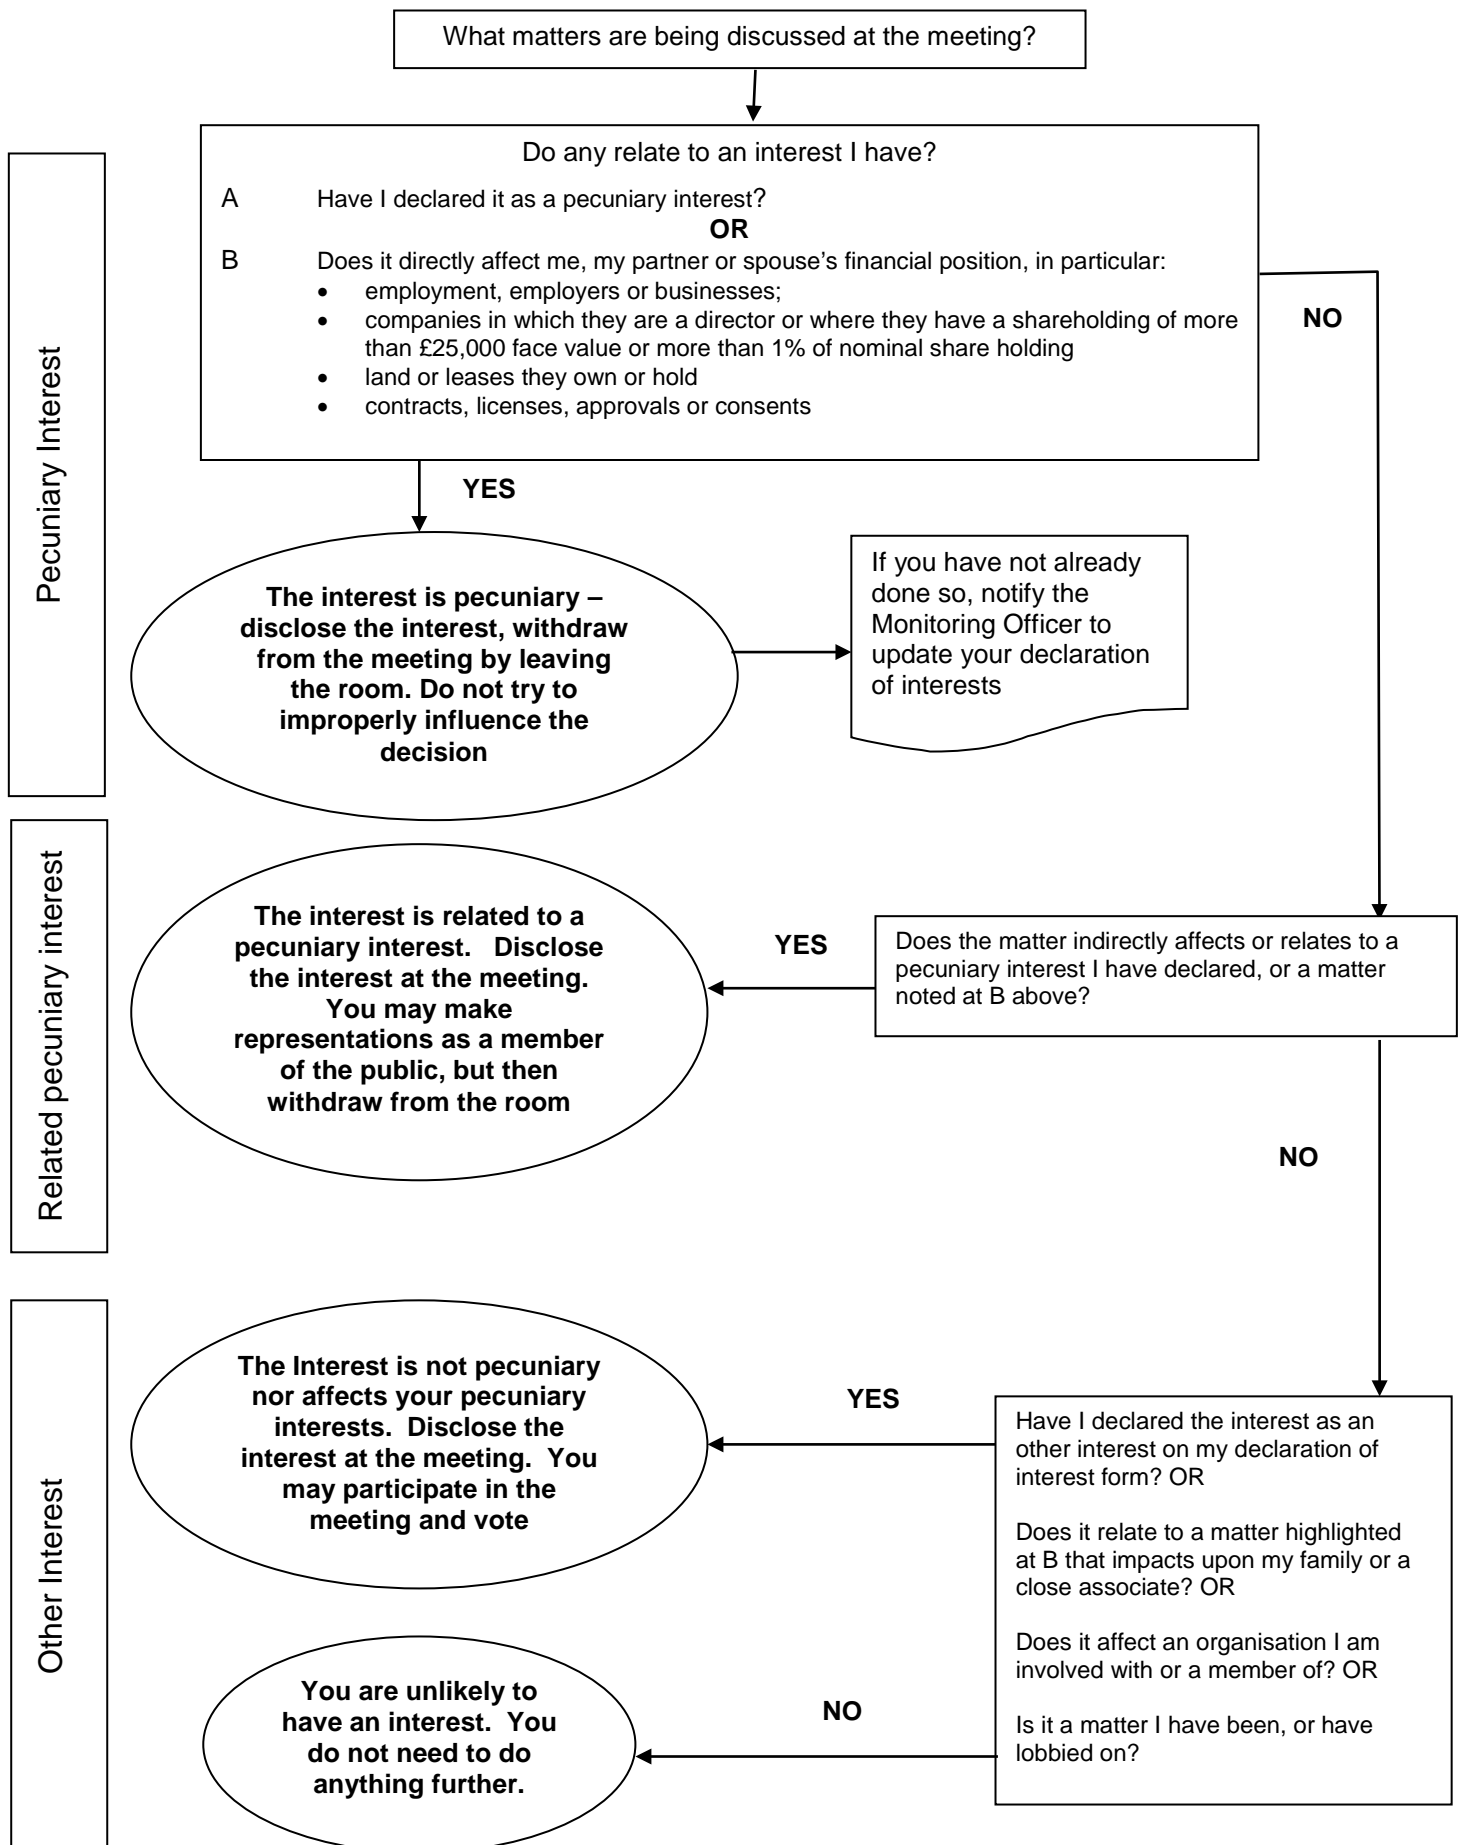 What matters are being discussed at the meeting?
Pecuniary Interest
Do any relate to an interest I have?
A Have I declared it as a pecuniary interest?
OR
B Does it directly affect me, my partner or spouse's financial position, in particular:
• employment, employers or businesses;
• companies in which they are a director or where they have a shareholding of more
than £25,000 face value or more than 1% of nominal share holding
• land or leases they own or hold
• contracts, licenses, approvals or consents
NO
YES
The interest is pecuniary –
disclose the interest, withdraw
from the meeting by leaving
the room. Do not try to
improperly influence the
decision
If you have not already
done so, notify the
Monitoring Officer to
update your declaration
of interests
Related pecuniary interest
The interest is related to a
pecuniary interest. Disclose
the interest at the meeting.
You may make
representations as a member
of the public, but then
withdraw from the room
YES
Does the matter indirectly affects or relates to a
pecuniary interest I have declared, or a matter
noted at B above?
NO
Other Interest
The Interest is not pecuniary
nor affects your pecuniary
interests. Disclose the
interest at the meeting. You
may participate in the
meeting and vote
YES
Have I declared the interest as an
other interest on my declaration of
interest form? OR
Does it relate to a matter highlighted
at B that impacts upon my family or a
close associate? OR
Does it affect an organisation I am
involved with or a member of? OR
Is it a matter I have been, or have
lobbied on?
NO
You are unlikely to
have an interest. You
do not need to do
anything further.